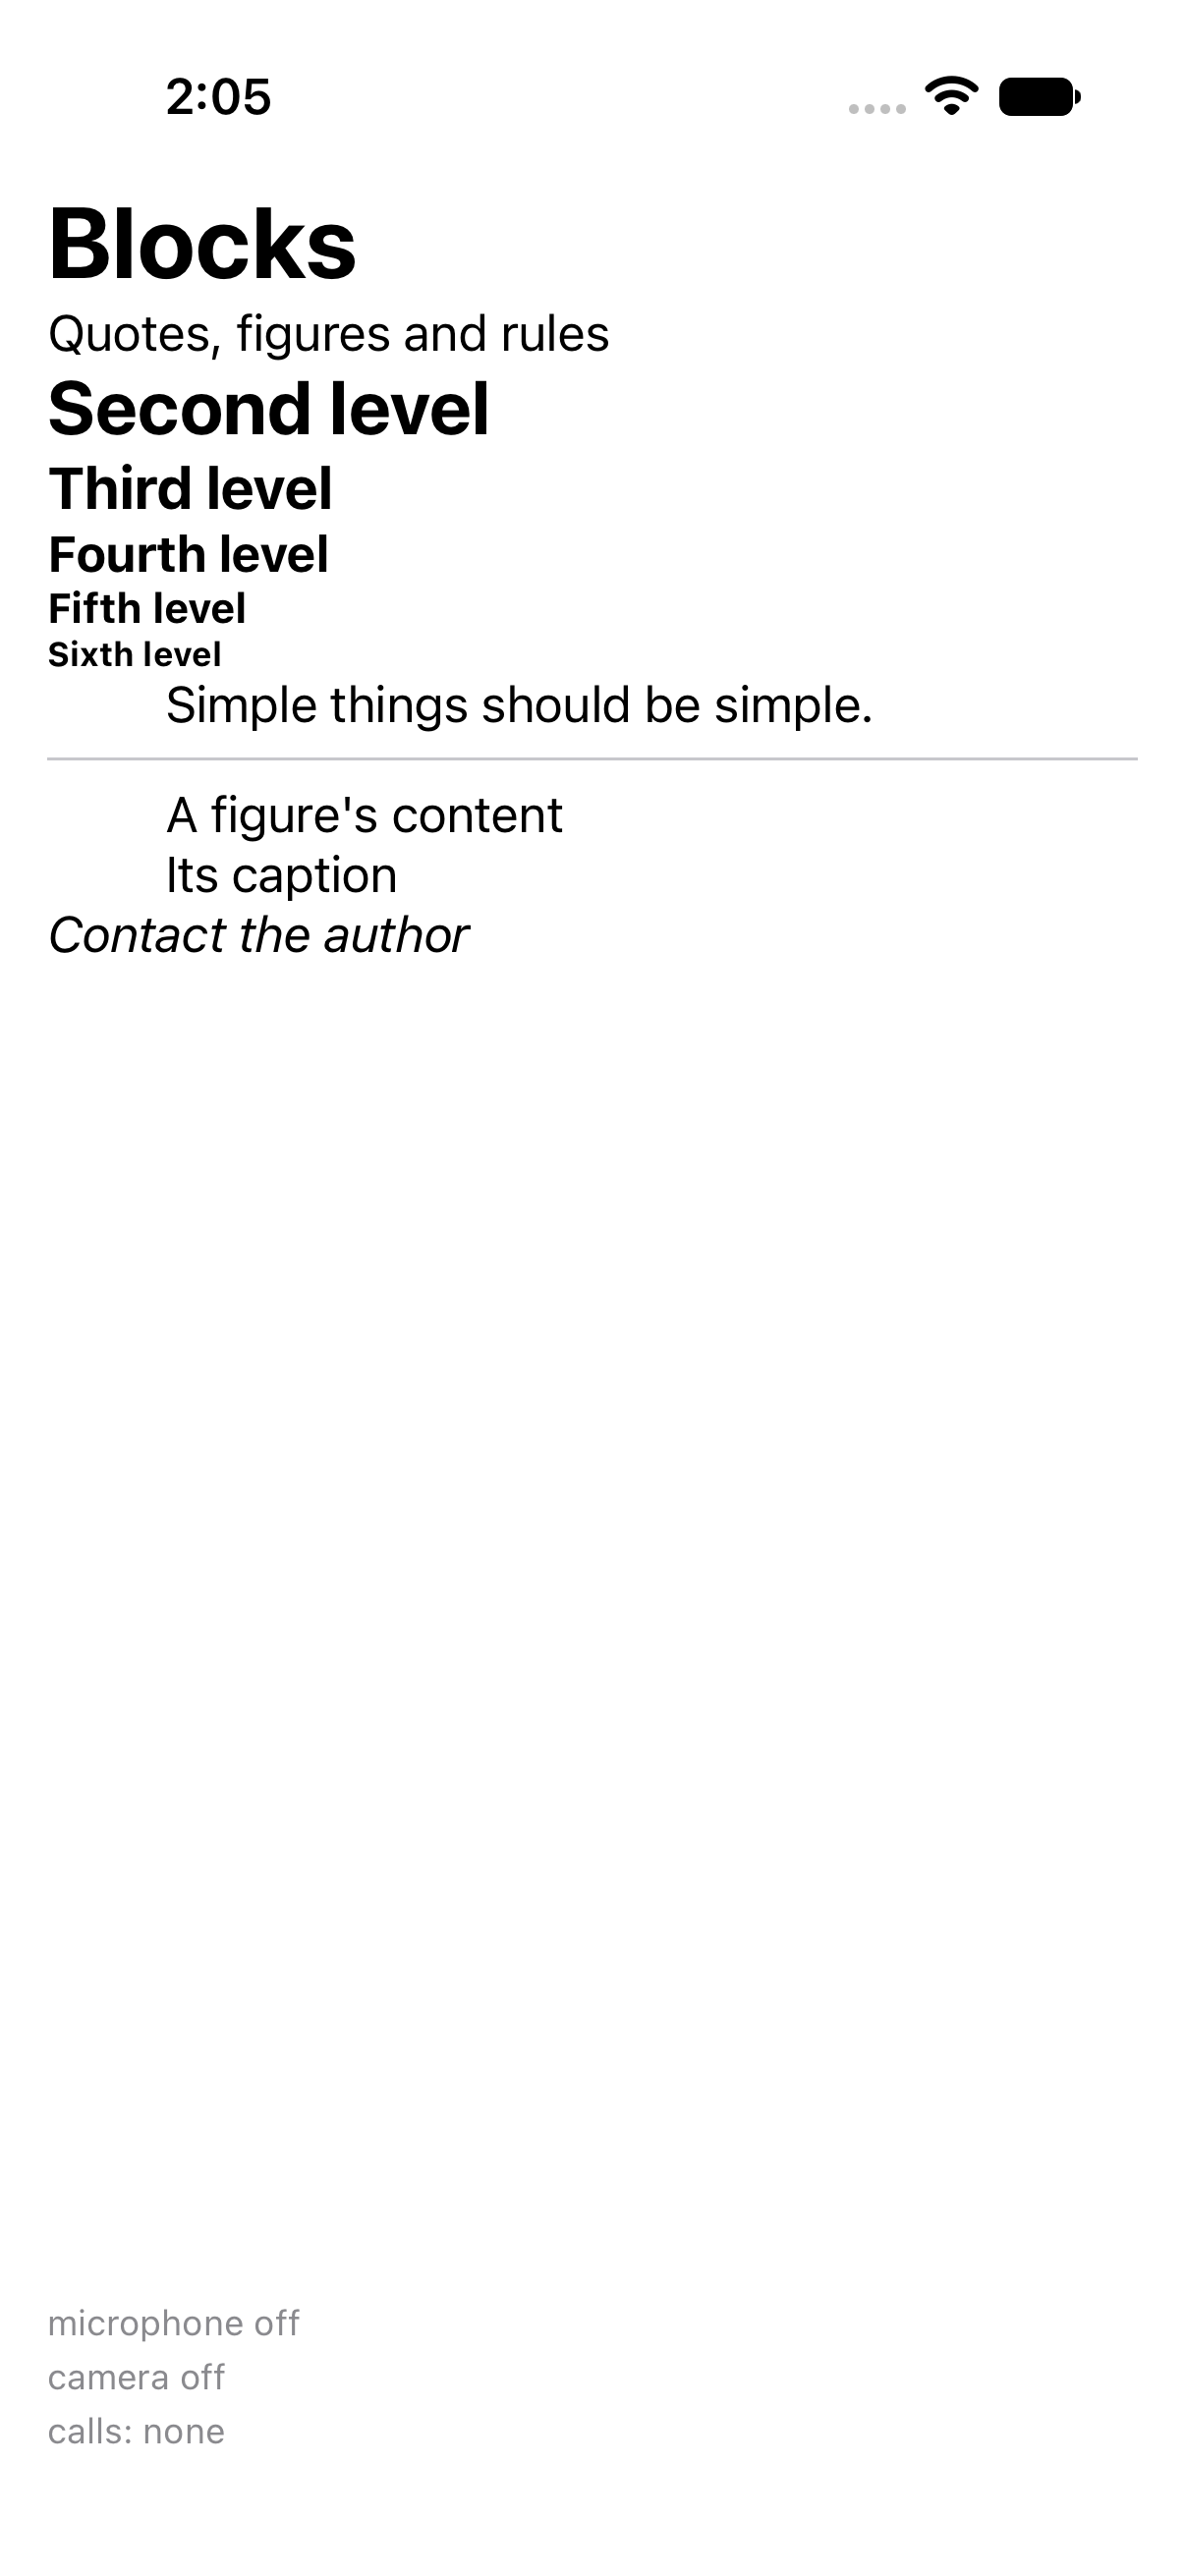 2:05
Blocks
Quotes, figures and rules
Second level
Third level
Fourth level
Fifth level
Sixth level
Simple things should be simple.
A figure's content
Its caption
Contact the author
microphone off
camera off
calls: none